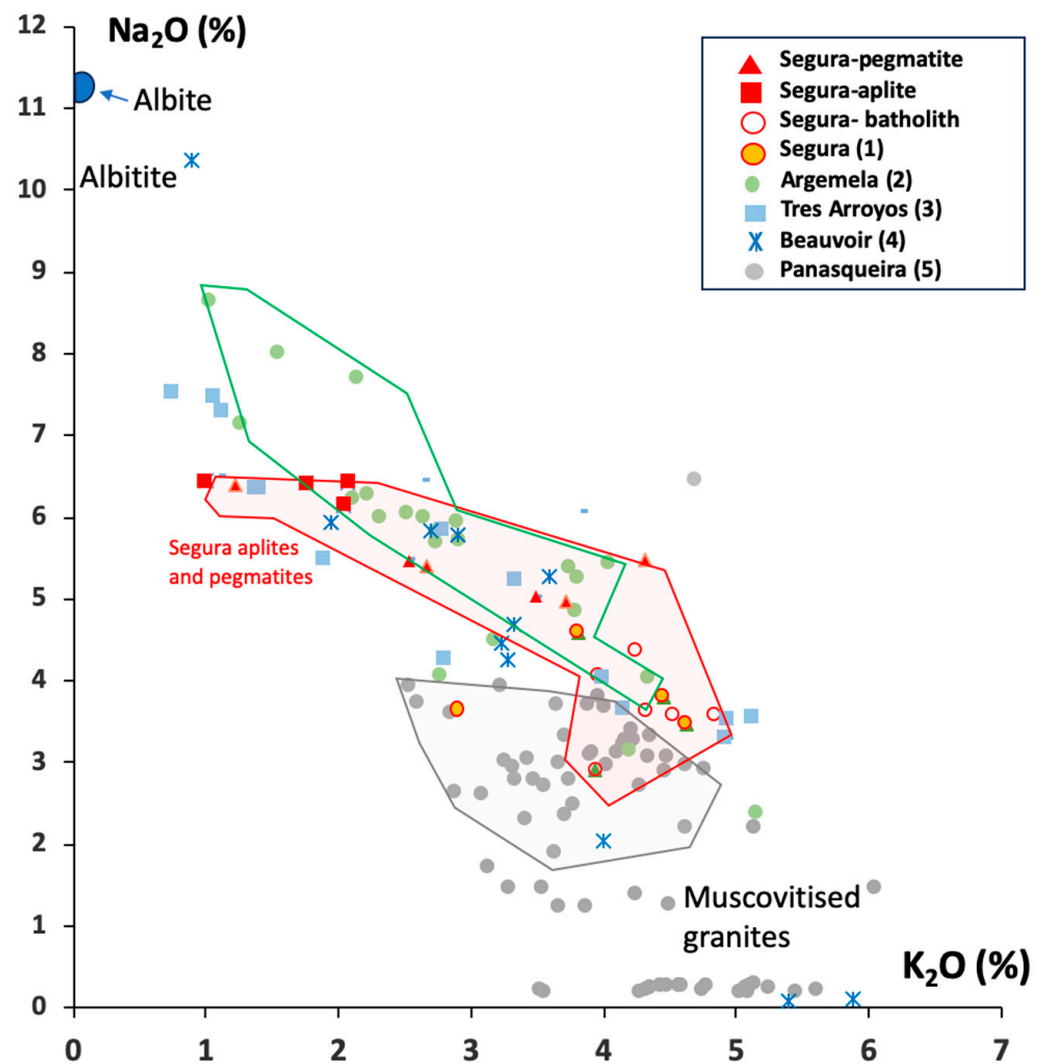 Na₂O (%)
12
11
10
9
8
7
6
5
4
3
2
1
0
Albite
Albitite
Segura-pegmatite
Segura-aplite
Segura- batholith
Segura (1)
Argemela (2)
Tres Arroyos (3)
Beauvoir (4)
Panasqueira (5)
Segura aplites
and pegmatites
Muscovitised
granites
K₂O (%)
0 1 2 3 4 5 6 7